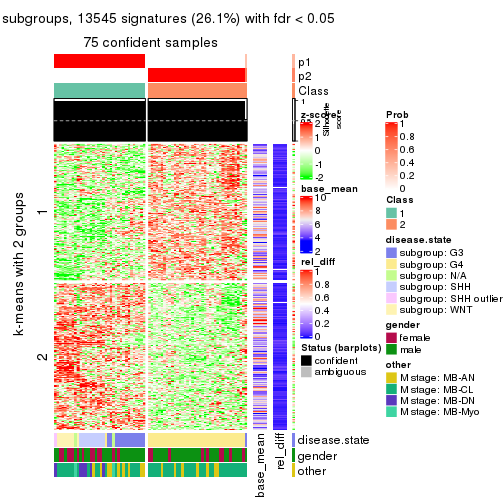 subgroups, 13545 signatures (26.1%) with fdr < 0.05
75 confident samples
p1
p2
Class
1
Silhouette
score
k-means with 2 groups
1
2
base_mean
rel_diff
disease.state
gender
other
z-score
2
1
0
-1
-2
base_mean
10
8
6
4
2
rel_diff
1
0.8
0.6
0.4
0.2
0
Status (barplots)
confident
ambiguous
Prob
1
0.8
0.6
0.4
0.2
0
Class
1
2
disease.state
subgroup: G3
subgroup: G4
subgroup: N/A
subgroup: SHH
subgroup: SHH outlier
subgroup: WNT
gender
female
male
other
M stage: MB-AN
M stage: MB-CL
M stage: MB-DN
M stage: MB-Myo